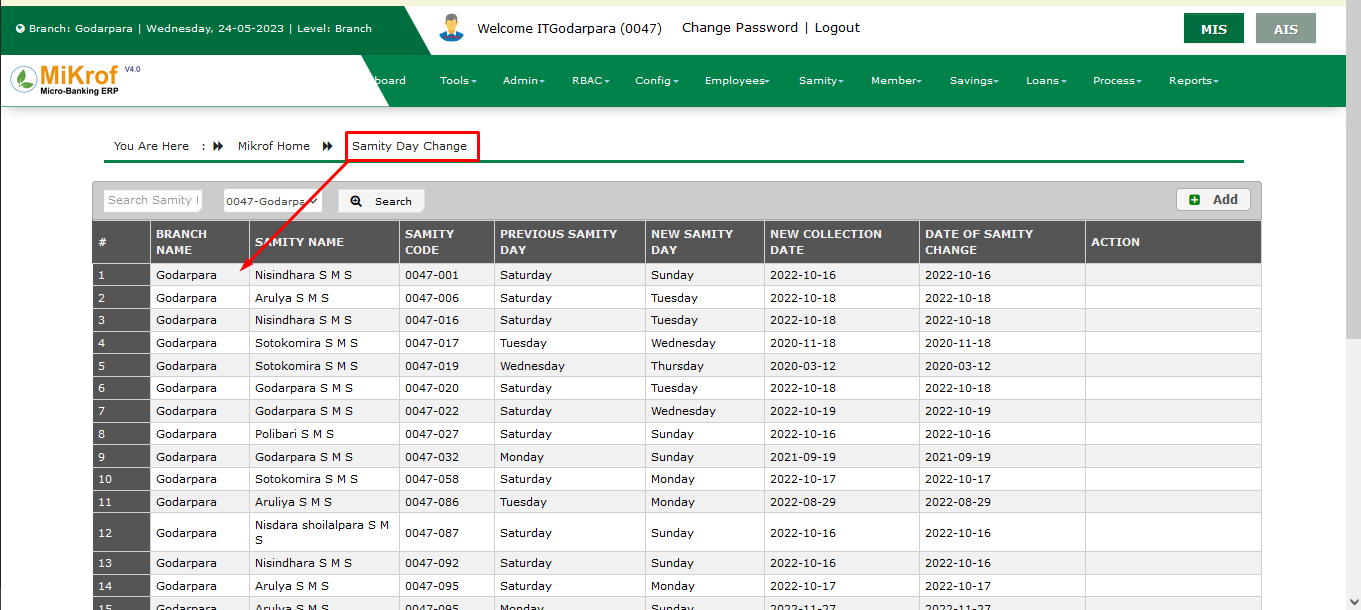 Branch: Godarpara | Wednesday, 24-05-2023 | Level: Branch
Welcome ITGodarpara (0047) Change Password | Logout
MIS AIS
MiKrof V4.0
Micro-Banking ERP
board Tools Admin RBAC Config Employees Samity Member Savings Loans Process Reports
You Are Here : Mikrof Home Samity Day Change
Search Samity 0047-Godarpa Search Add
# BRANCH NAME SAMITY NAME SAMITY CODE PREVIOUS SAMITY DAY NEW SAMITY DAY NEW COLLECTION DATE DATE OF SAMITY CHANGE ACTION
1 Godarpara Nisindhara S M S 0047-001 Saturday Sunday 2022-10-16 2022-10-16
2 Godarpara Arulya S M S 0047-006 Saturday Tuesday 2022-10-18 2022-10-18
3 Godarpara Nisindhara S M S 0047-016 Saturday Tuesday 2022-10-18 2022-10-18
4 Godarpara Sotokomira S M S 0047-017 Tuesday Wednesday 2020-11-18 2020-11-18
5 Godarpara Sotokomira S M S 0047-019 Wednesday Thursday 2020-03-12 2020-03-12
6 Godarpara Godarpara S M S 0047-020 Saturday Tuesday 2022-10-18 2022-10-18
7 Godarpara Godarpara S M S 0047-022 Saturday Wednesday 2022-10-19 2022-10-19
8 Godarpara Polibari S M S 0047-027 Saturday Sunday 2022-10-16 2022-10-16
9 Godarpara Godarpara S M S 0047-032 Monday Sunday 2021-09-19 2021-09-19
10 Godarpara Sotokomira S M S 0047-058 Saturday Monday 2022-10-17 2022-10-17
11 Godarpara Aruliya S M S 0047-086 Tuesday Monday 2022-08-29 2022-08-29
12 Godarpara Nisdara shoilalpara S M S 0047-087 Saturday Sunday 2022-10-16 2022-10-16
13 Godarpara Nisindhara S M S 0047-092 Saturday Sunday 2022-10-16 2022-10-16
14 Godarpara Arulya S M S 0047-095 Saturday Monday 2022-10-17 2022-10-17
15 Godarpara Arulya S M S 0047-095 Monday Sunday 2022-11-27 2022-11-27